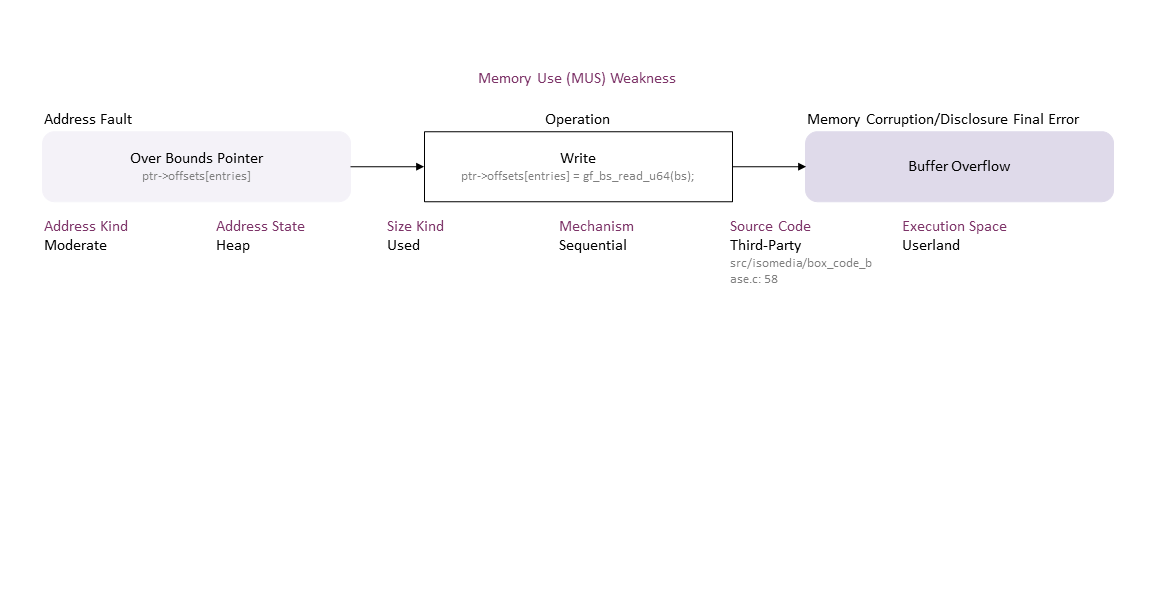 Memory Use (MUS) Weakness
Address Fault
Operation
Memory Corruption/Disclosure Final Error
Over Bounds Pointer
ptr->offsets[entries]
Write
ptr->offsets[entries] = gf_bs_read_u64(bs);
Buffer Overflow
Address Kind
Moderate
Address State
Heap
Size Kind
Used
Mechanism
Sequential
Source Code
Third-Party
src/isomedia/box_code_b
ase.c: 58
Execution Space
Userland